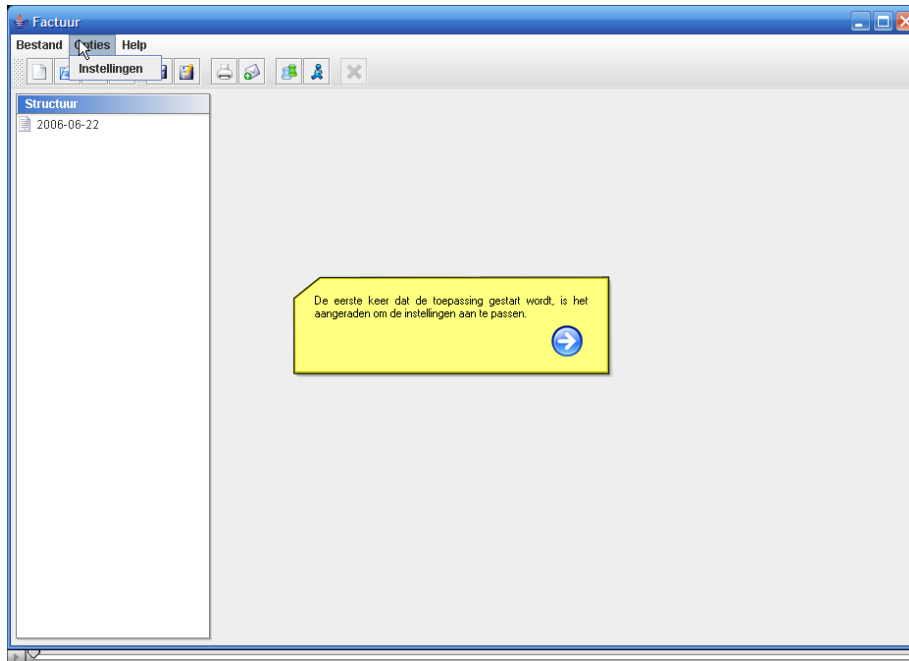 Factuur
Bestand Opties Help
Instellingen
Structuur
2006-06-22
De eerste keer dat de toepassing gestart wordt, is het
aangeraden om de instellingen aan te passen.